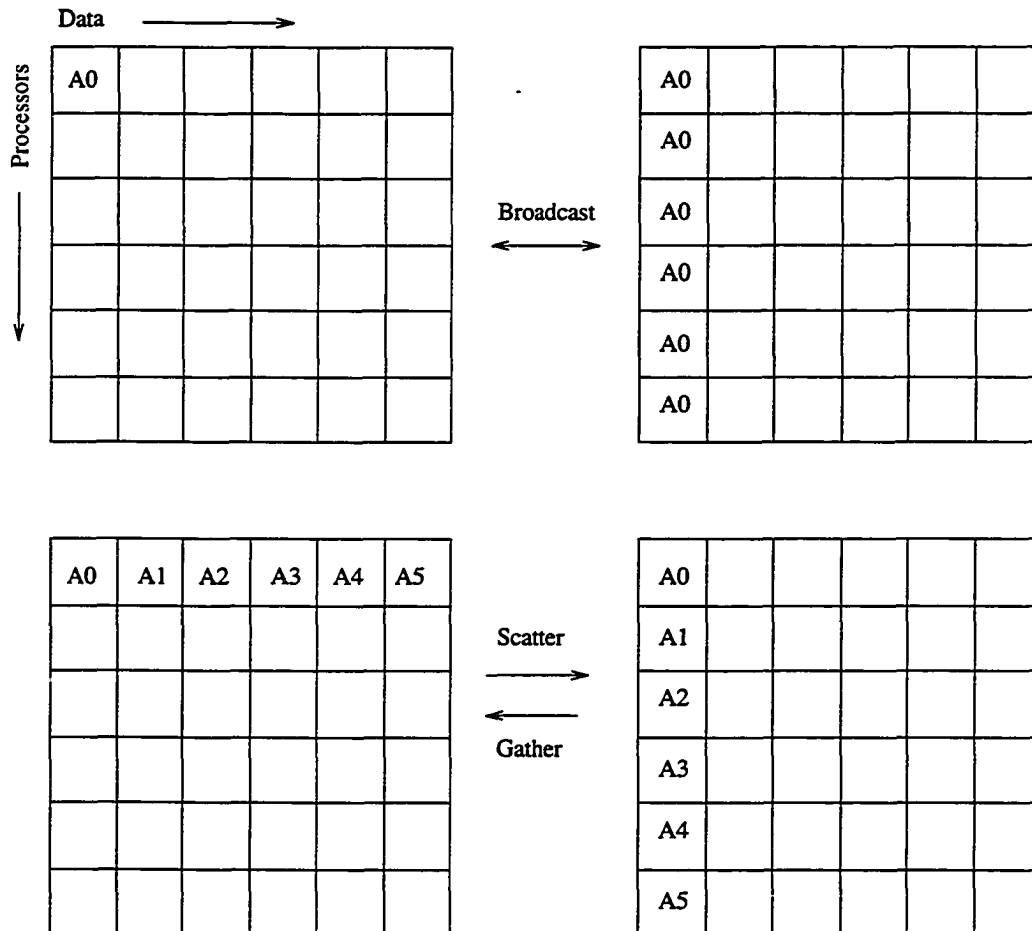 Data
Processors
A0
A0
A0
A0
A0
A0
A0
Broadcast
A0 A1 A2 A3 A4 A5
Scatter
Gather
A0
A1
A2
A3
A4
A5